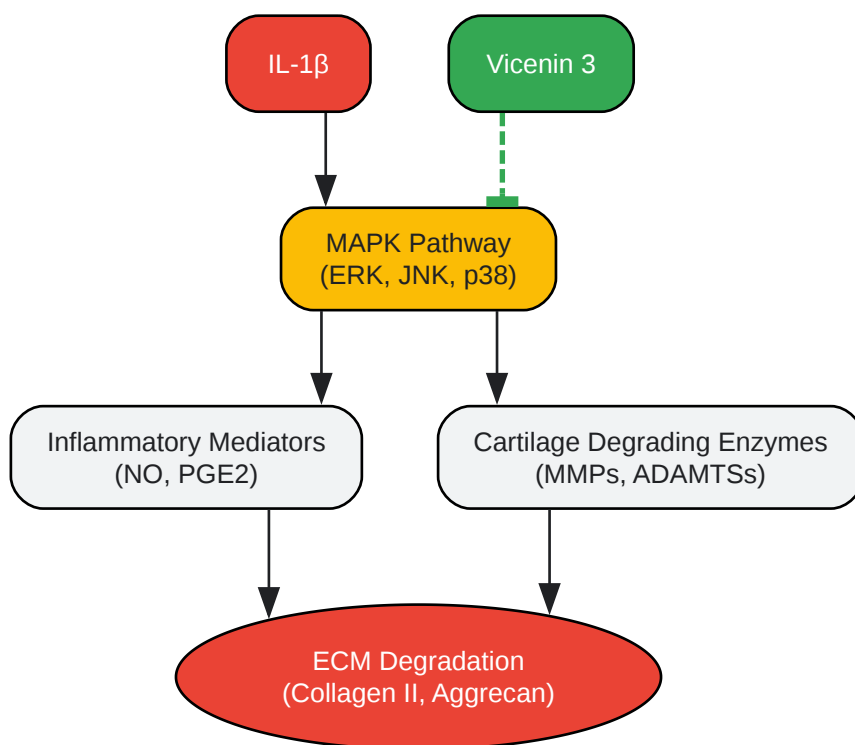 IL-1β
Vicenin 3
MAPK Pathway
(ERK, JNK, p38)
Inflammatory Mediators
(NO, PGE2)
Cartilage Degrading Enzymes
(MMPs, ADAMTSs)
ECM Degradation
(Collagen II, Aggrecan)